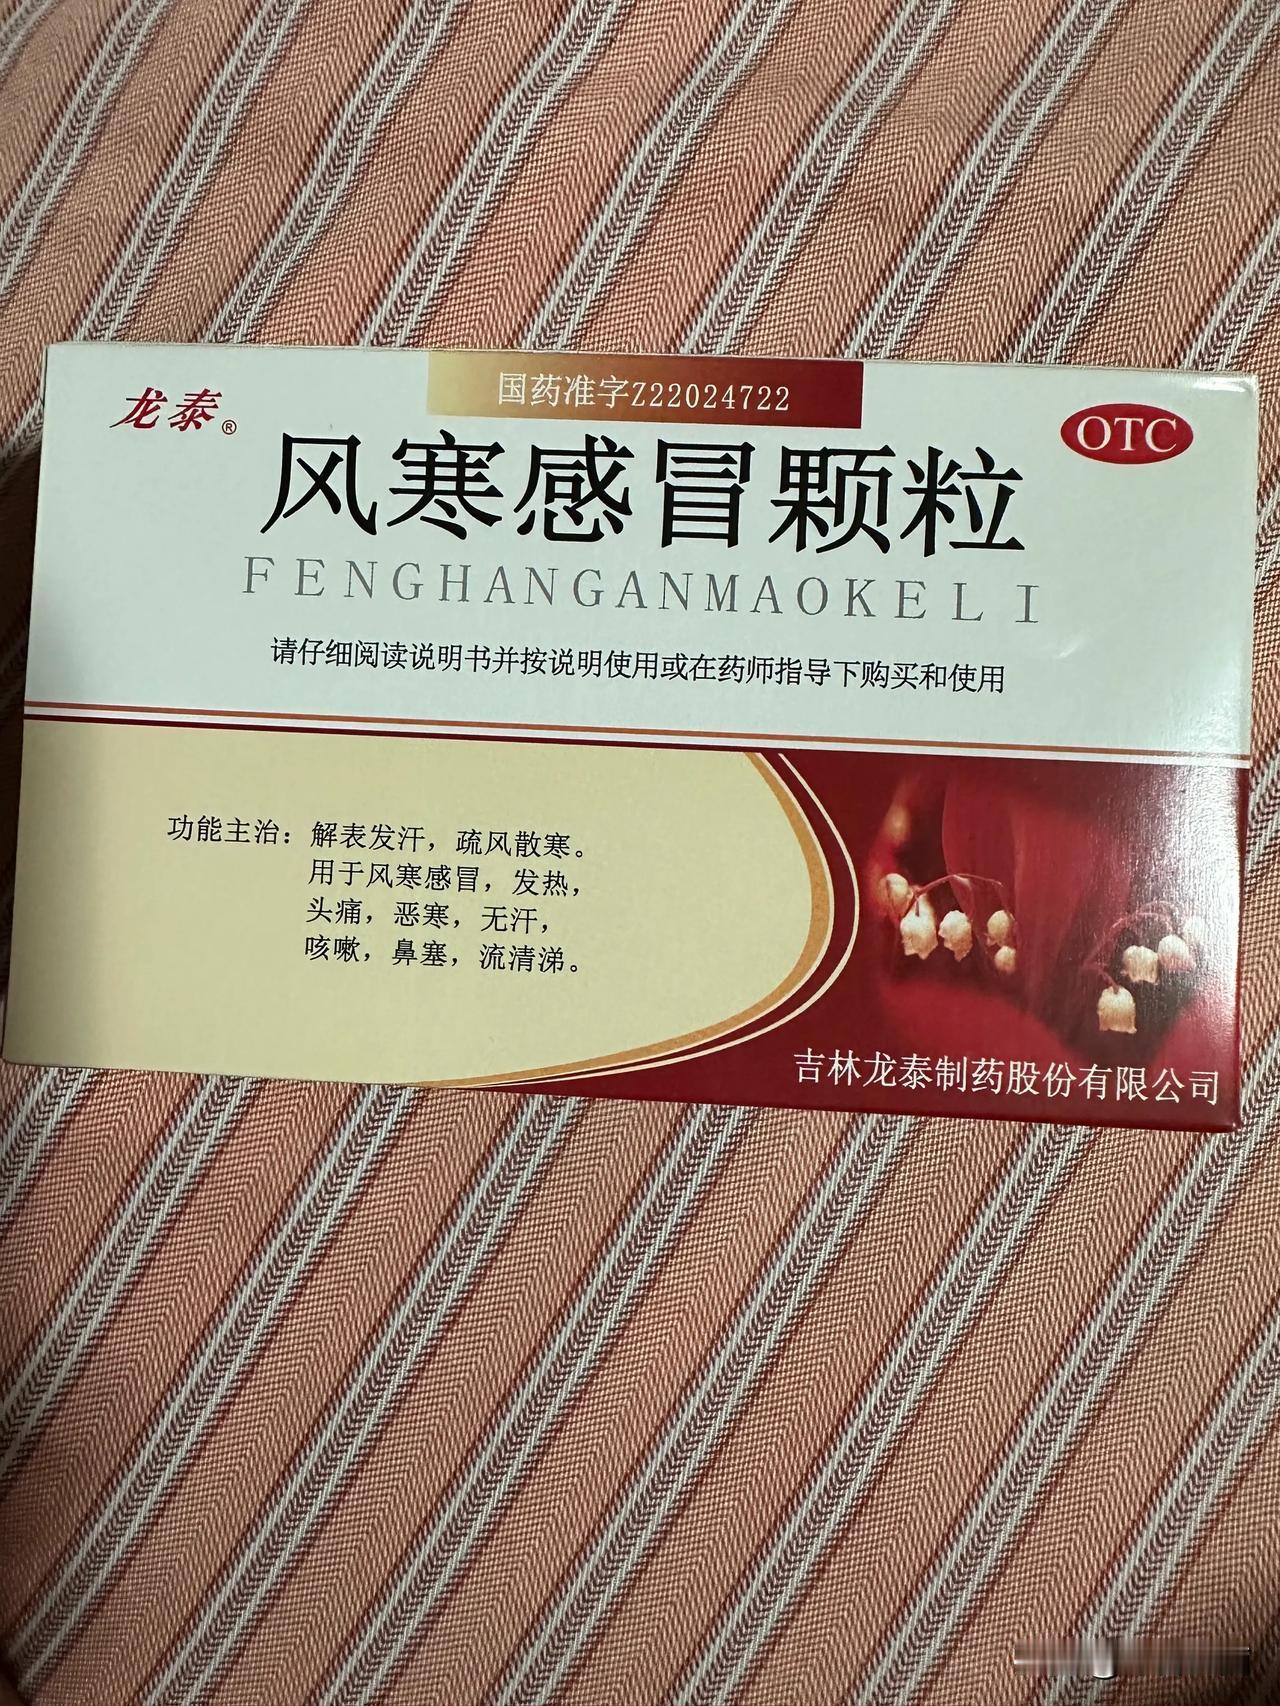 国药准字Z22024722
龙泰®
OTC
风寒感冒颗粒
FENGHANGANMAOKELI
请仔细阅读说明书并按说明使用或在药师指导下购买和使用
功能主治：解表发汗，疏风散寒。
用于风寒感冒，发热，
头痛，恶寒，无汗，
咳嗽，鼻塞，流清涕。
吉林龙泰制药股份有限公司